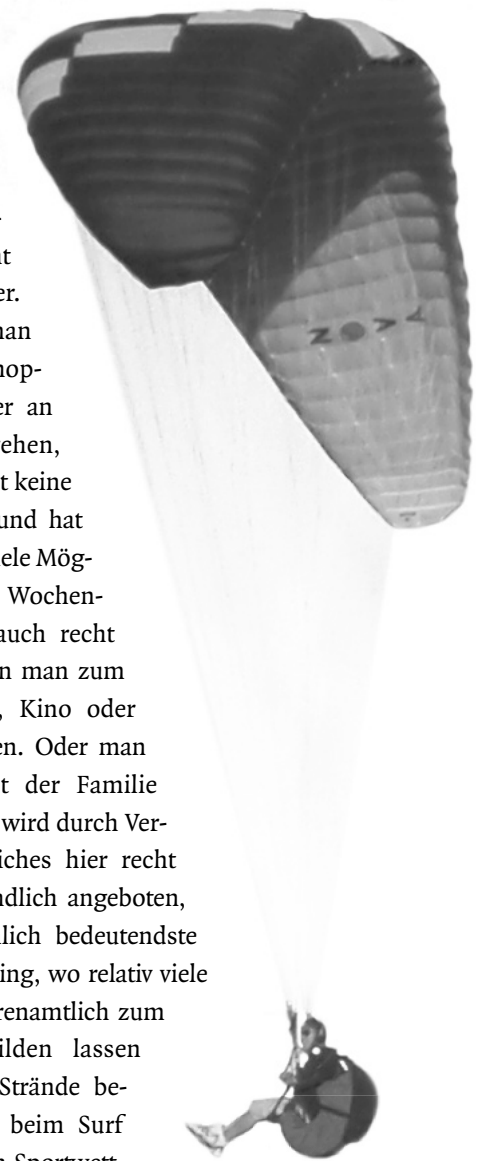 NOVA
er.
man
hop-
er an
ehen,
t keine
und hat
ele Mög-
Wochen-
auch recht
n man zum
, Kino oder
en. Oder man
t der Familie
wird durch Ver-
iches hier recht
ndlich angeboten,
lich bedeutendste
ing, wo relativ viele
renamtlich zum
ilden lassen
Strände be-
beim Surf